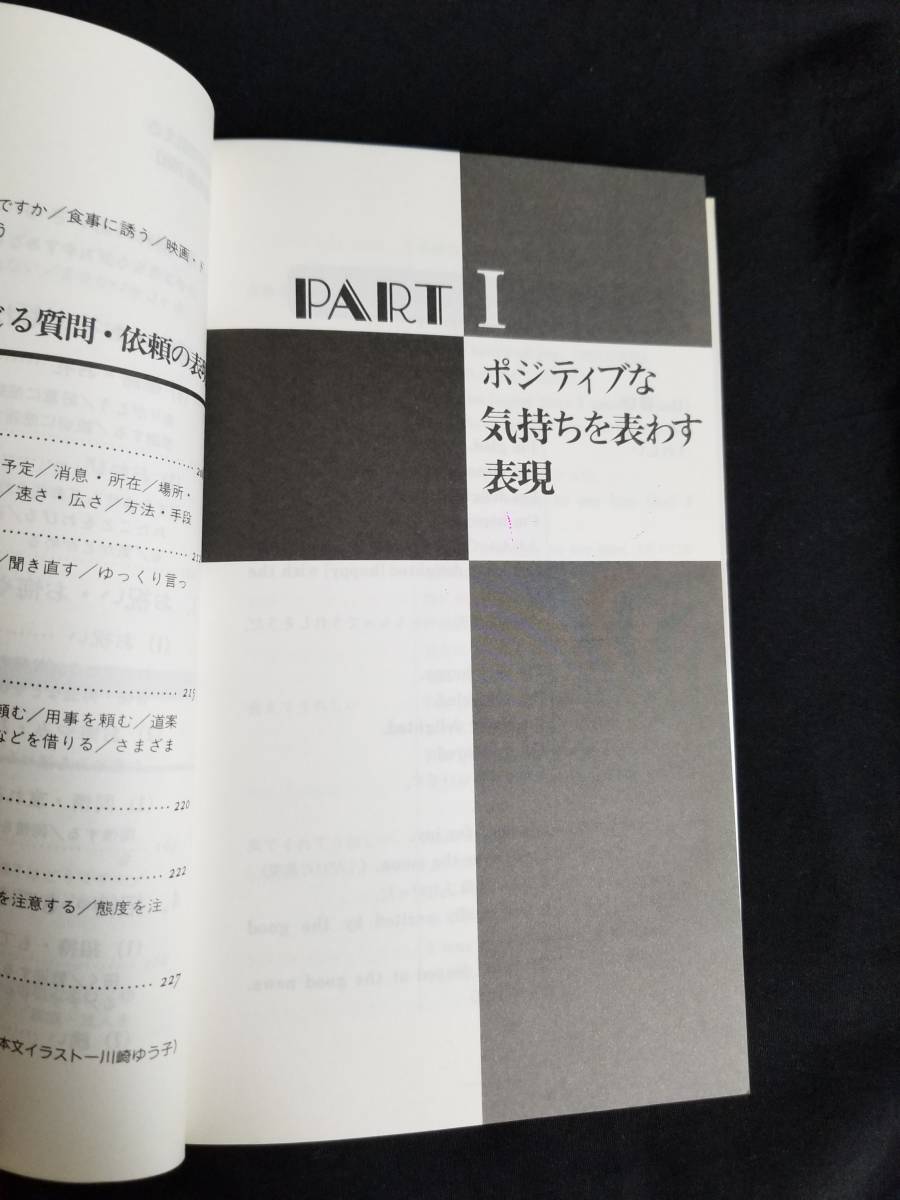 ですか／食事に誘う／映画・ド
う
る質問・依頼の表現
予定／消息・所在／場所・
／速さ・広さ／方法・手段
聞き直す／ゆっくり言っ
215
頼む／用事を頼む／道案
などを借りる／さまざま
220
222
を注意する／態度を注
227
本文イラスト―川崎ゆう子）
PART I
ポジティブな
気持ちを表わす
表現